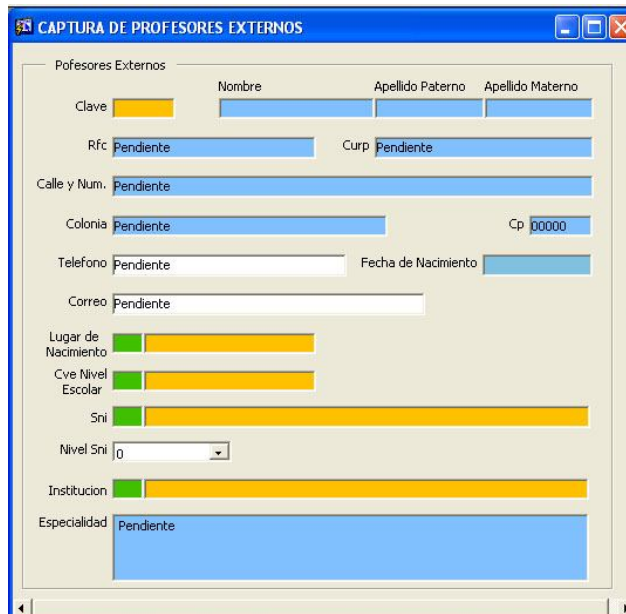 CAPTURA DE PROFESORES EXTERNOS
Pofesores Externos
Nombre Apellido Paterno Apellido Materno
Clave
Rfc Pendiente Curp Pendiente
Calle y Num. Pendiente
Colonia Pendiente Cp 00000
Telefono Pendiente Fecha de Nacimiento
Correo Pendiente
Lugar de
Nacimiento
Cve Nivel
Escolar
Sni
Nivel Sni 0
Institucion
Especialidad Pendiente